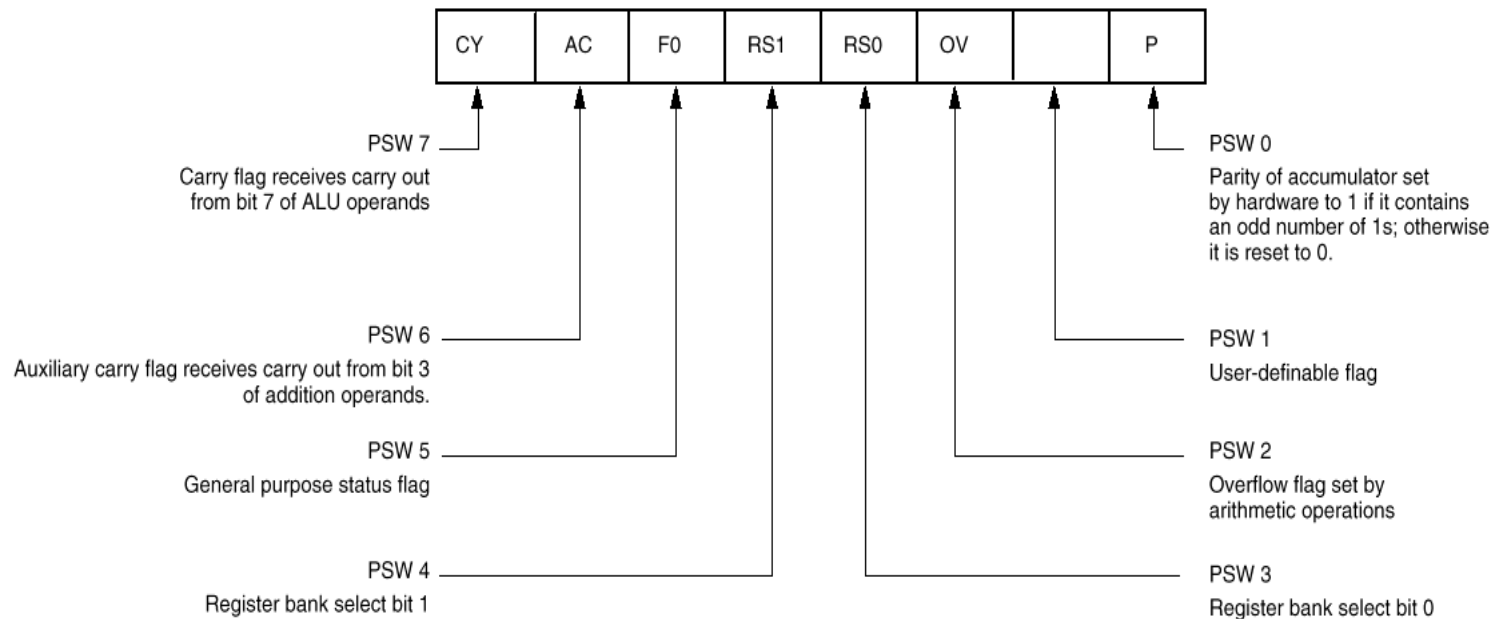 CY AC F0 RS1 RS0 OV P
PSW 7
Carry flag receives carry out
from bit 7 of ALU operands
PSW 6
Auxiliary carry flag receives carry out from bit 3
of addition operands.
PSW 5
General purpose status flag
PSW 4
Register bank select bit 1
PSW 0
Parity of accumulator set
by hardware to 1 if it contains
an odd number of 1s; otherwise
it is reset to 0.
PSW 1
User-definable flag
PSW 2
Overflow flag set by
arithmetic operations
PSW 3
Register bank select bit 0